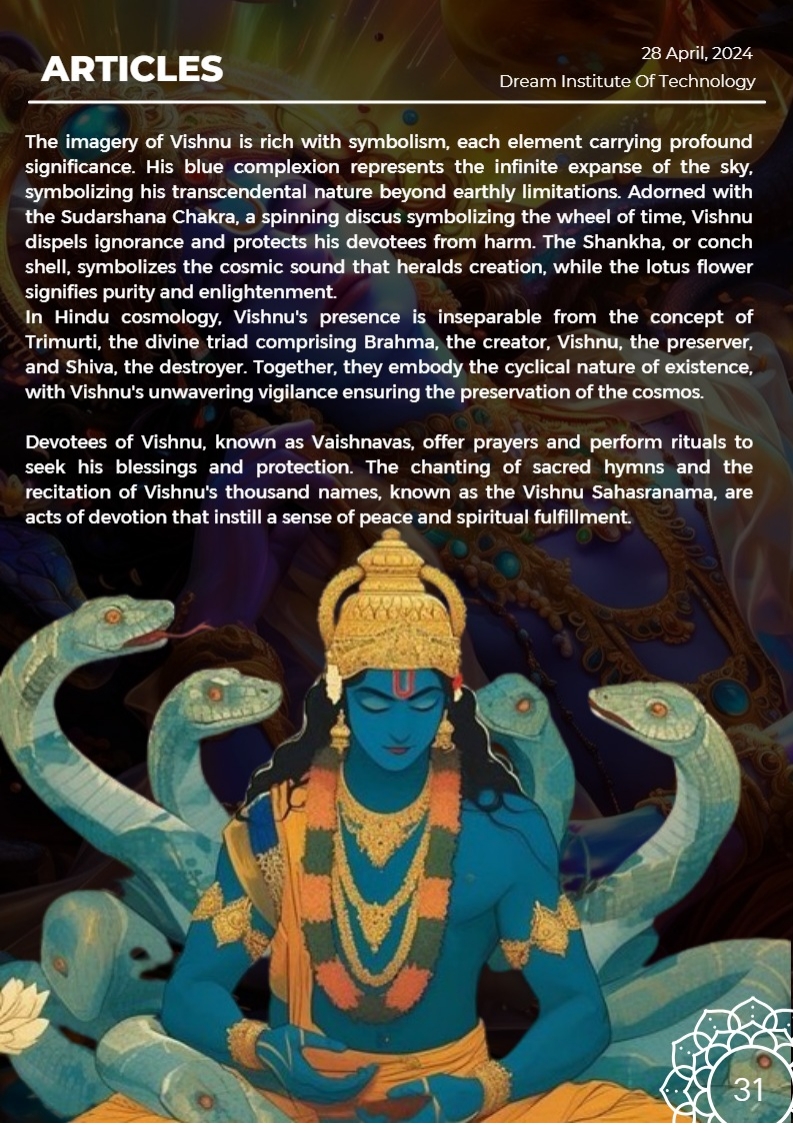 ARTICLES
28 April, 2024
Dream Institute Of Technology
The imagery of Vishnu is rich with symbolism, each element carrying profound
significance. His blue complexion represents the infinite expanse of the sky,
symbolizing his transcendental nature beyond earthly limitations. Adorned with
the Sudarshana Chakra, a spinning discus symbolizing the wheel of time, Vishnu
dispels ignorance and protects his devotees from harm. The Shankha, or conch
shell, symbolizes the cosmic sound that heralds creation, while the lotus flower
signifies purity and enlightenment.
In Hindu cosmology, Vishnu's presence is inseparable from the concept of
Trimurti, the divine triad comprising Brahma, the creator, Vishnu, the preserver,
and Shiva, the destroyer. Together, they embody the cyclical nature of existence,
with Vishnu's unwavering vigilance ensuring the preservation of the cosmos.
Devotees of Vishnu, known as Vaishnavas, offer prayers and perform rituals to
seek his blessings and protection. The chanting of sacred hymns and the
recitation of Vishnu's thousand names, known as the Vishnu Sahasranama, are
acts of devotion that instill a sense of peace and spiritual fulfillment.
31